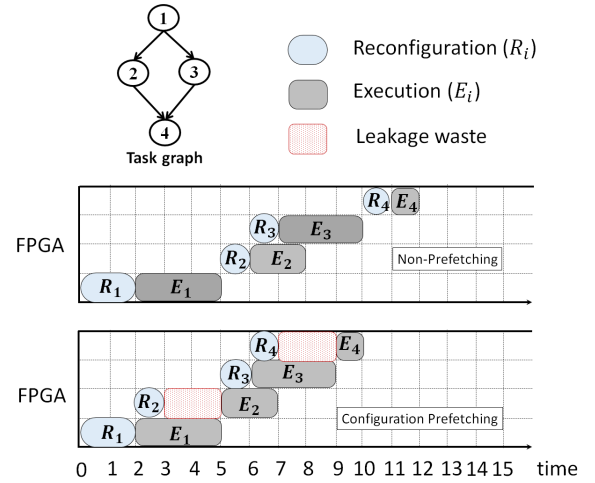 1
2
3
4
Task graph
Reconfiguration (Rᵢ)
Execution (Eᵢ)
Leakage waste
FPGA
R₄ E₄
R₃ E₃
R₂ E₂
Non-Prefetching
R₁ E₁
FPGA
R₄ E₄
R₃ E₃
R₂ E₂
Configuration Prefetching
R₁ E₁
0 1 2 3 4 5 6 7 8 9 10 11 12 13 14 15 time